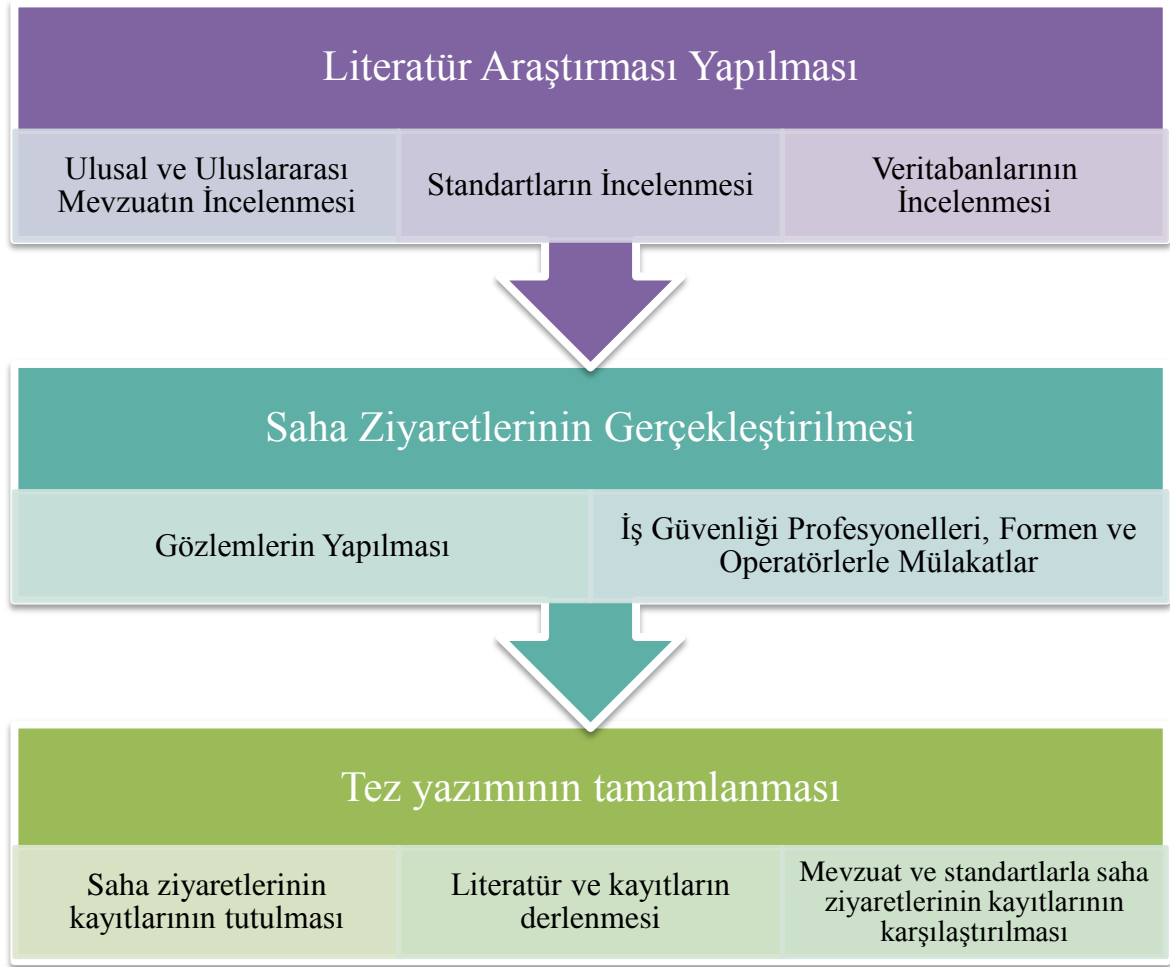 Literatür Araştırması Yapılması
Ulusal ve Uluslararası
Mevzuatın İncelenmesi
Standartların İncelenmesi
Veritabanlarının
İncelenmesi
Saha Ziyaretlerinin Gerçekleştirilmesi
Gözlemlerin Yapılması
İş Güvenliği Profesyonelleri, Formen ve
Operatörlerle Mülakatlar
Tez yazımının tamamlanması
Saha ziyaretlerinin
kayıtlarının tutulması
Literatür ve kayıtların
derlenmesi
Mevzuat ve standartlarla saha
ziyaretlerinin kayıtlarının
karşılaştırılması